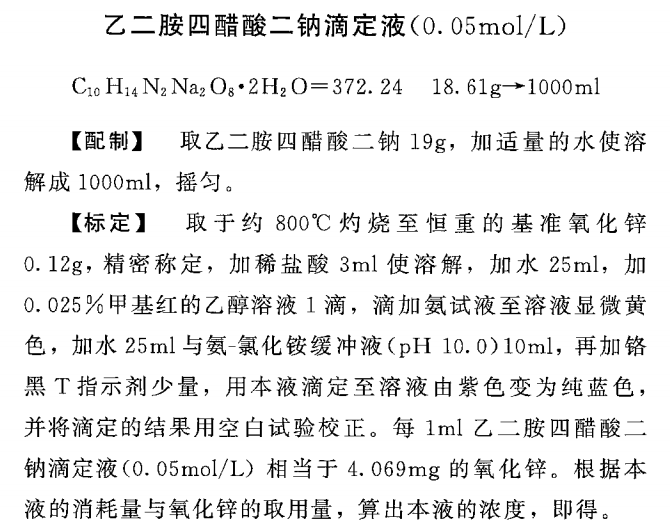 乙二胺四醋酸二钠滴定液(0.05mol/L)
C₁₀H₁₄N₂Na₂O₈·2H₂O=372.24 18.61g→1000ml
【配制】 取乙二胺四醋酸二钠 19g，加适量的水使溶
解成 1000ml，摇匀。
【标定】 取于约 800℃ 灼烧至恒重的基准氧化锌
0.12g，精密称定，加稀盐酸 3ml 使溶解，加水 25ml，加
0.025%甲基红的乙醇溶液 1 滴，滴加氨试液至溶液显微黄
色，加水 25ml 与氨-氯化铵缓冲液(pH 10.0)10ml，再加铬
黑 T 指示剂少量，用本液滴定至溶液由紫色变为纯蓝色，
并将滴定的结果用空白试验校正。每 1ml 乙二胺四醋酸二
钠滴定液(0.05mol/L) 相当于 4.069mg 的氧化锌。根据本
液的消耗量与氧化锌的取用量，算出本液的浓度，即得。